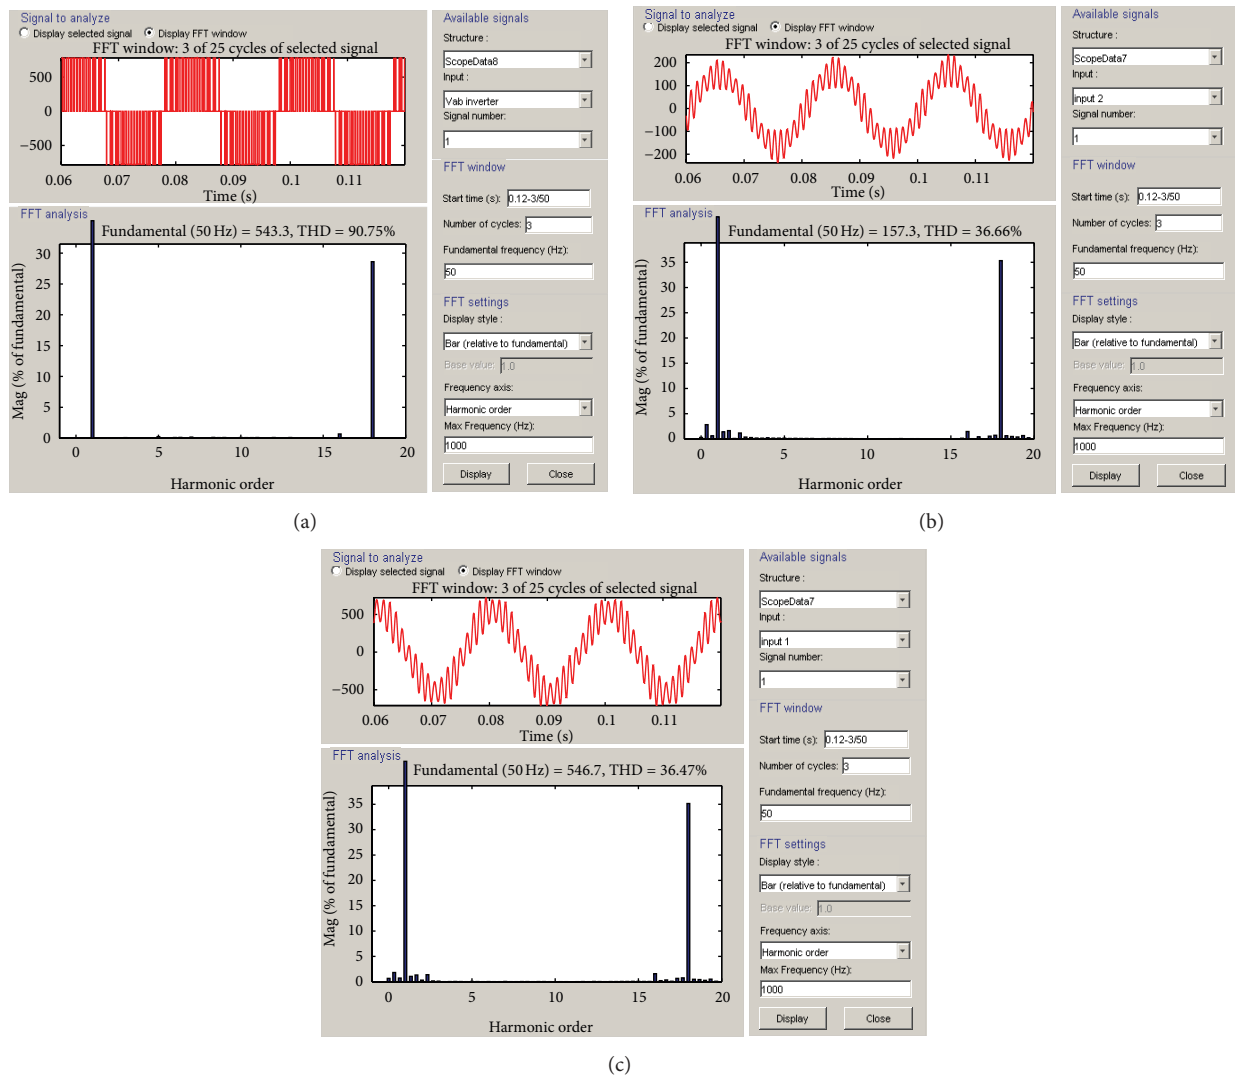 Signal to analyze
Display selected signal Display FFT window
FFT window: 3 of 25 cycles of selected signal
500
0
−500
0.06 0.07 0.08 0.09 0.1 0.11
Time (s)
FFT analysis
Fundamental (50 Hz) = 543.3, THD = 90.75%
30
25
20
15
10
5
0
Mag (% of fundamental)
0 5 10 15 20
Harmonic order
Available signals
Structure :
ScopeData8
Input :
Vab inverter
Signal number:
1
FFT window
Start time (s): 0.12-3/50
Number of cycles: 3
Fundamental frequency (Hz):
50
FFT settings
Display style :
Bar (relative to fundamental)
Base value: 1.0
Frequency axis:
Harmonic order
Max Frequency (Hz):
1000
Display Close
(a)
Signal to analyze
Display selected signal Display FFT window
FFT window: 3 of 25 cycles of selected signal
200
100
0
−100
−200
0.06 0.07 0.08 0.09 0.1 0.11
Time (s)
FFT analysis
Fundamental (50 Hz) = 157.3, THD = 36.66%
35
30
25
20
15
10
5
0
Mag (% of fundamental)
0 5 10 15 20
Harmonic order
Available signals
Structure :
ScopeData7
Input :
input 2
Signal number:
1
FFT window
Start time (s): 0.12-3/50
Number of cycles: 3
Fundamental frequency (Hz):
50
FFT settings
Display style :
Bar (relative to fundamental)
Base value: 1.0
Frequency axis:
Harmonic order
Max Frequency (Hz):
1000
Display Close
(b)
Signal to analyze
Display selected signal Display FFT window
FFT window: 3 of 25 cycles of selected signal
500
0
−500
0.06 0.07 0.08 0.09 0.1 0.11
Time (s)
FFT analysis
Fundamental (50 Hz) = 546.7, THD = 36.47%
35
30
25
20
15
10
5
0
Mag (% of fundamental)
0 5 10 15 20
Harmonic order
Available signals
Structure :
ScopeData7
Input :
input 1
Signal number:
1
FFT window
Start time (s): 0.12-3/50
Number of cycles: 3
Fundamental frequency (Hz):
50
FFT settings
Display style :
Bar (relative to fundamental)
Base value: 1.0
Frequency axis:
Harmonic order
Max Frequency (Hz):
1000
Display Close
(c)